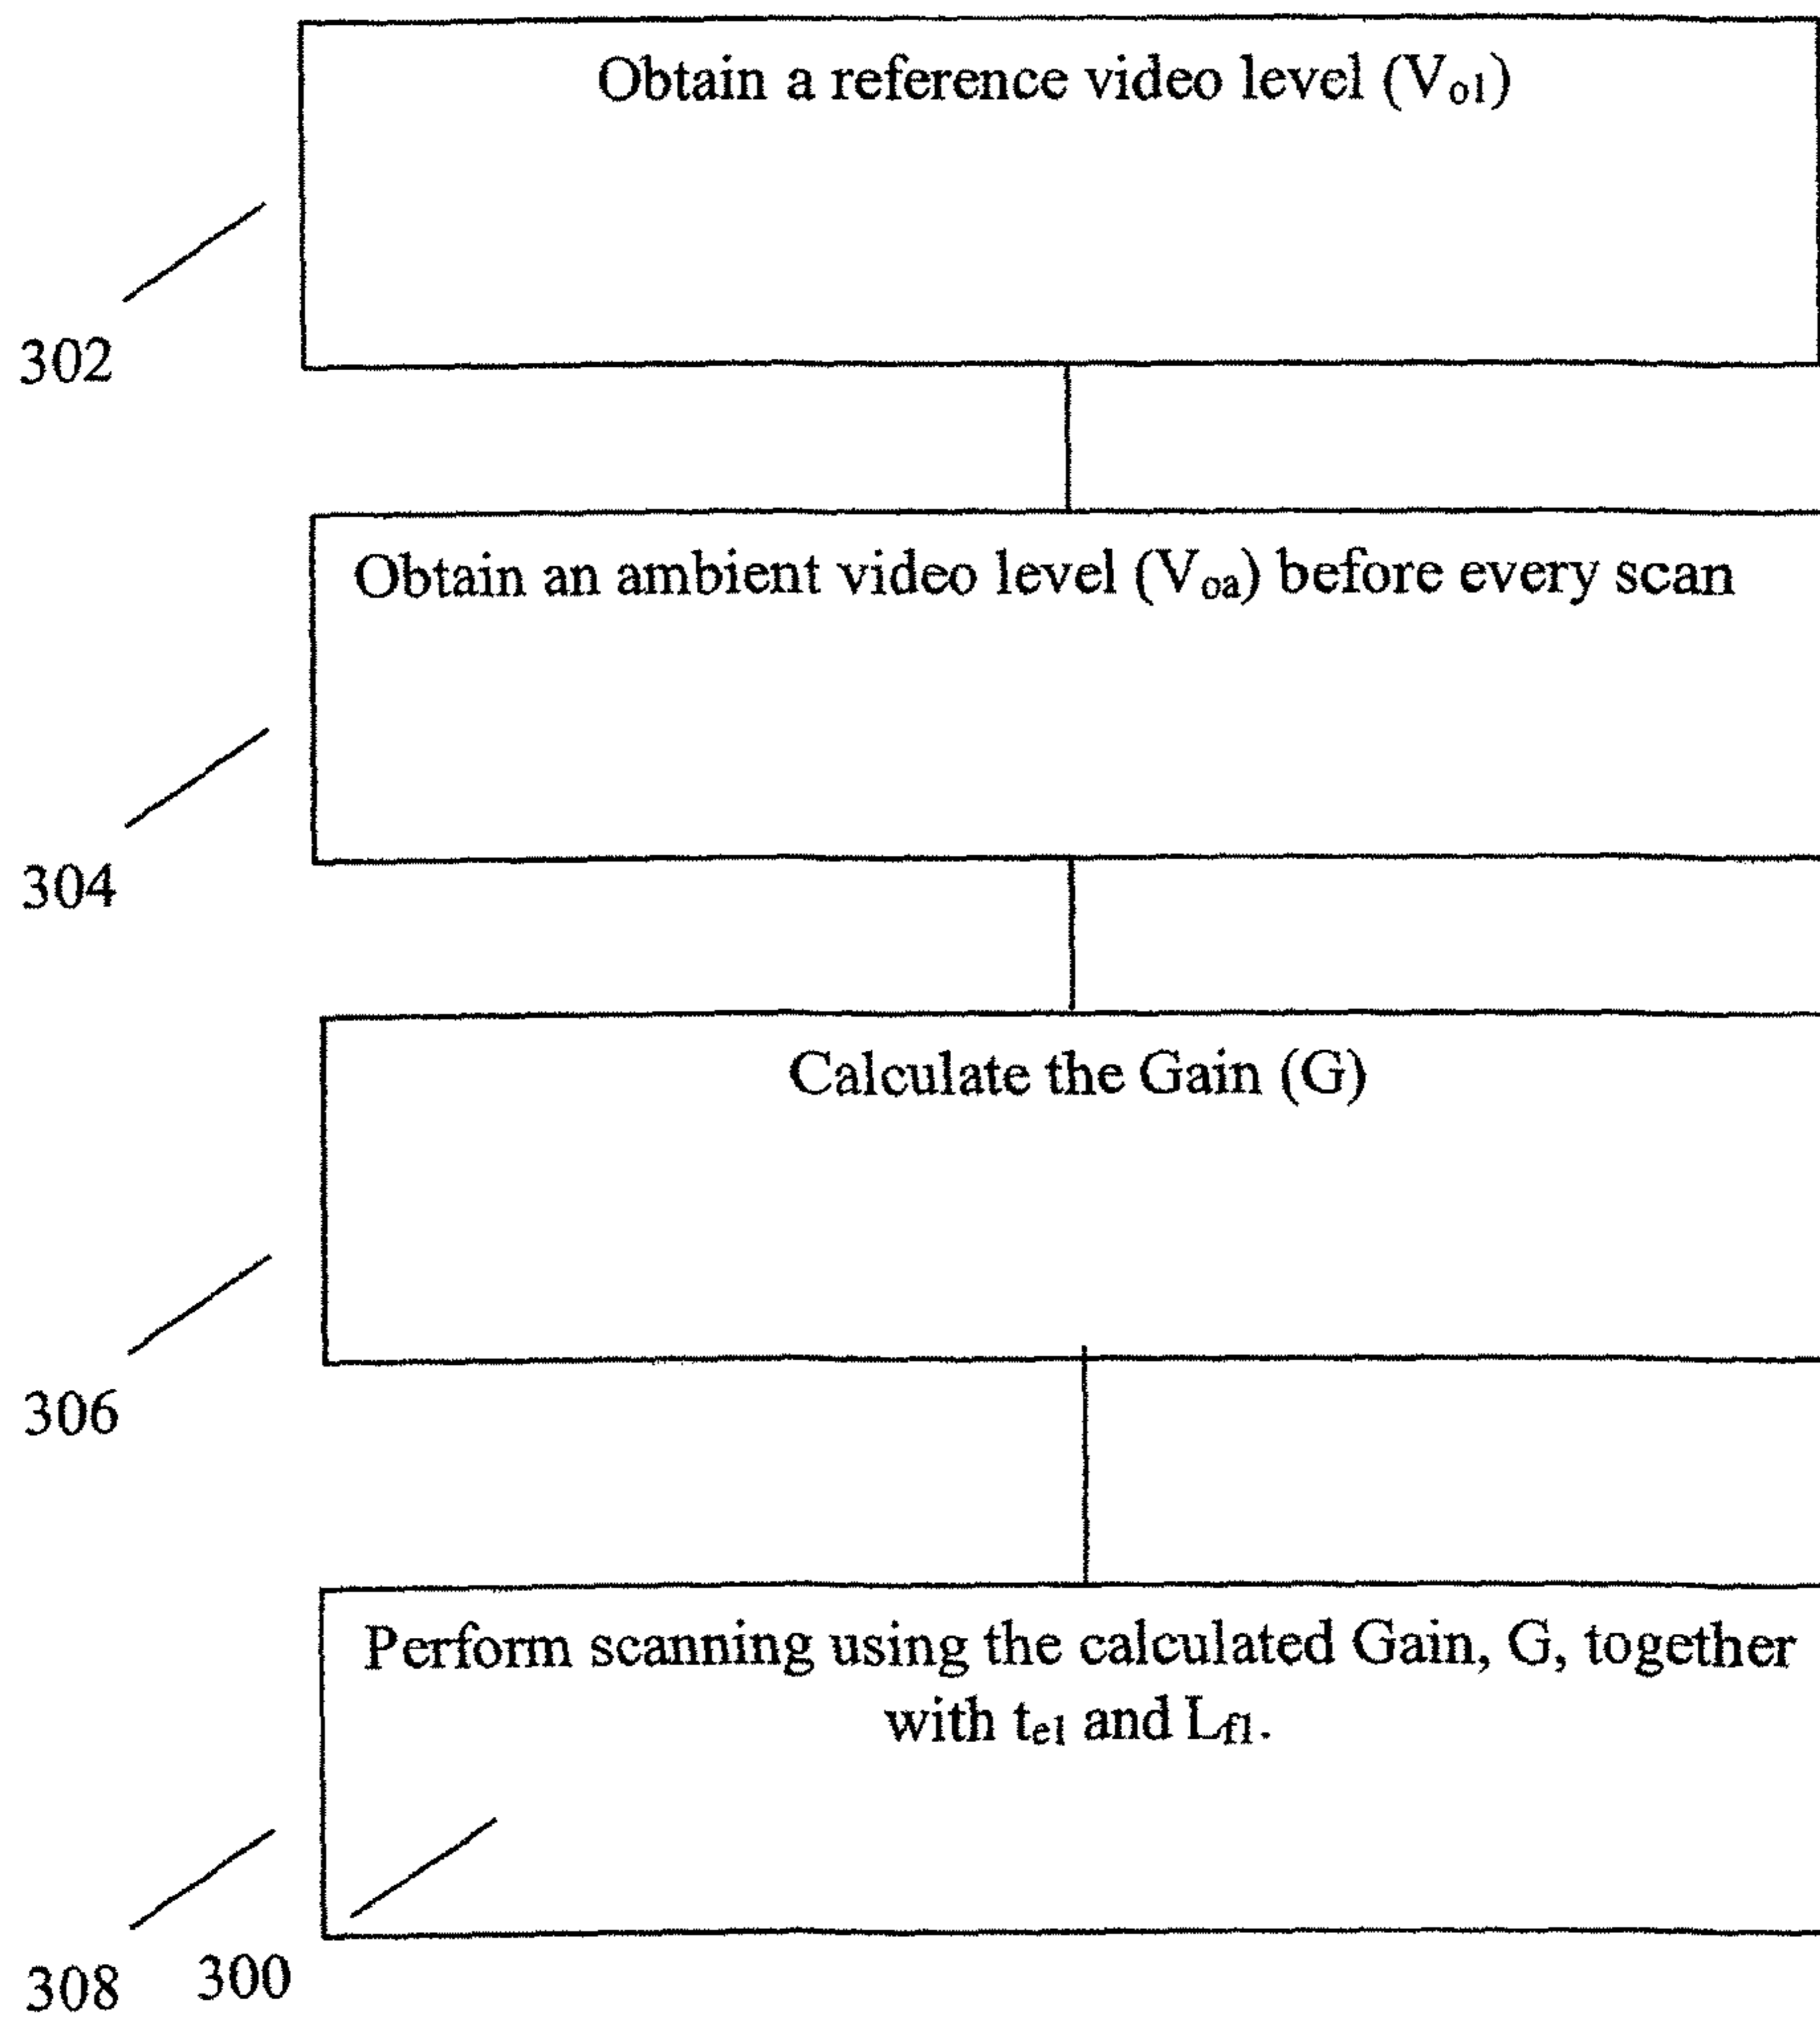 Obtain a reference video level (Vo1)
302
Obtain an ambient video level (Voa) before every scan
304
Calculate the Gain (G)
306
Perform scanning using the calculated Gain, G, together
with te1 and Lfl.
308 300